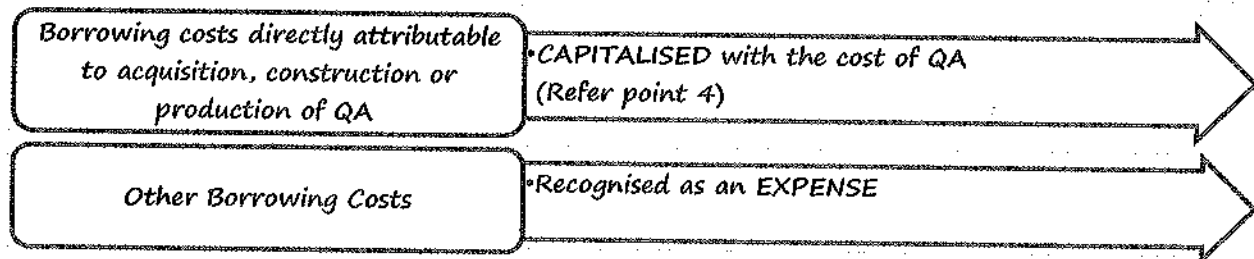 Borrowing costs directly attributable
to acquisition, construction or
production of QA
•CAPITALISED with the cost of QA
(Refer point 4)
Other Borrowing Costs
•Recognised as an EXPENSE